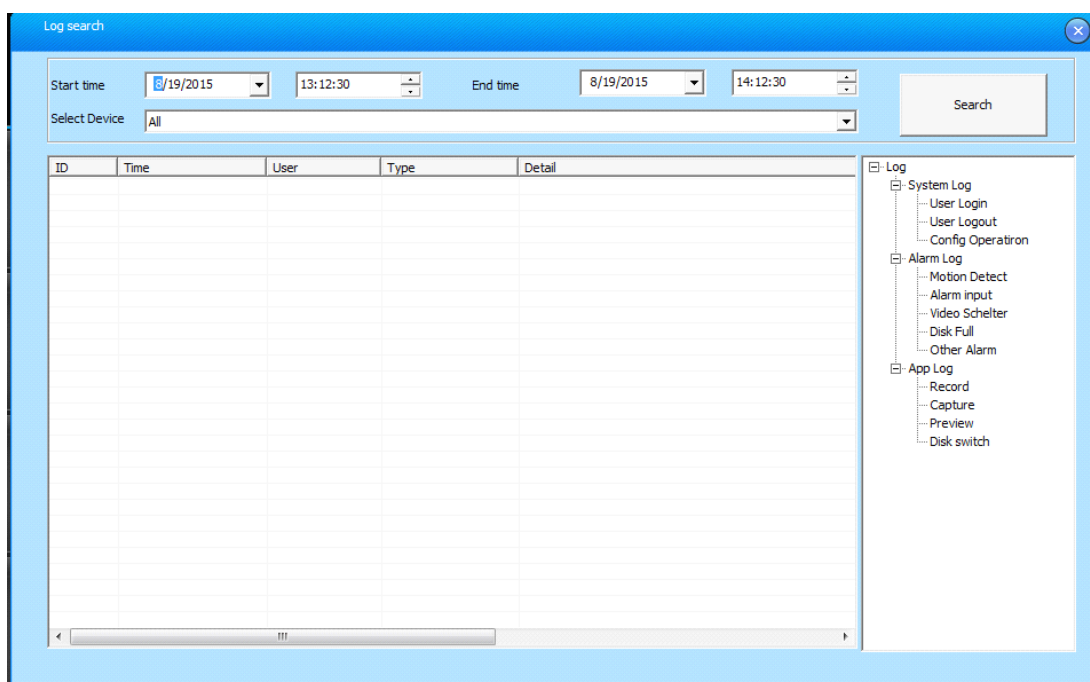 Log search
Start time 8/19/2015 13:12:30 End time 8/19/2015 14:12:30
Search
Select Device All
ID Time User Type Detail
Log
System Log
User Login
User Logout
Config Operatiron
Alarm Log
Motion Detect
Alarm input
Video Schelter
Disk Full
Other Alarm
App Log
Record
Capture
Preview
Disk switch